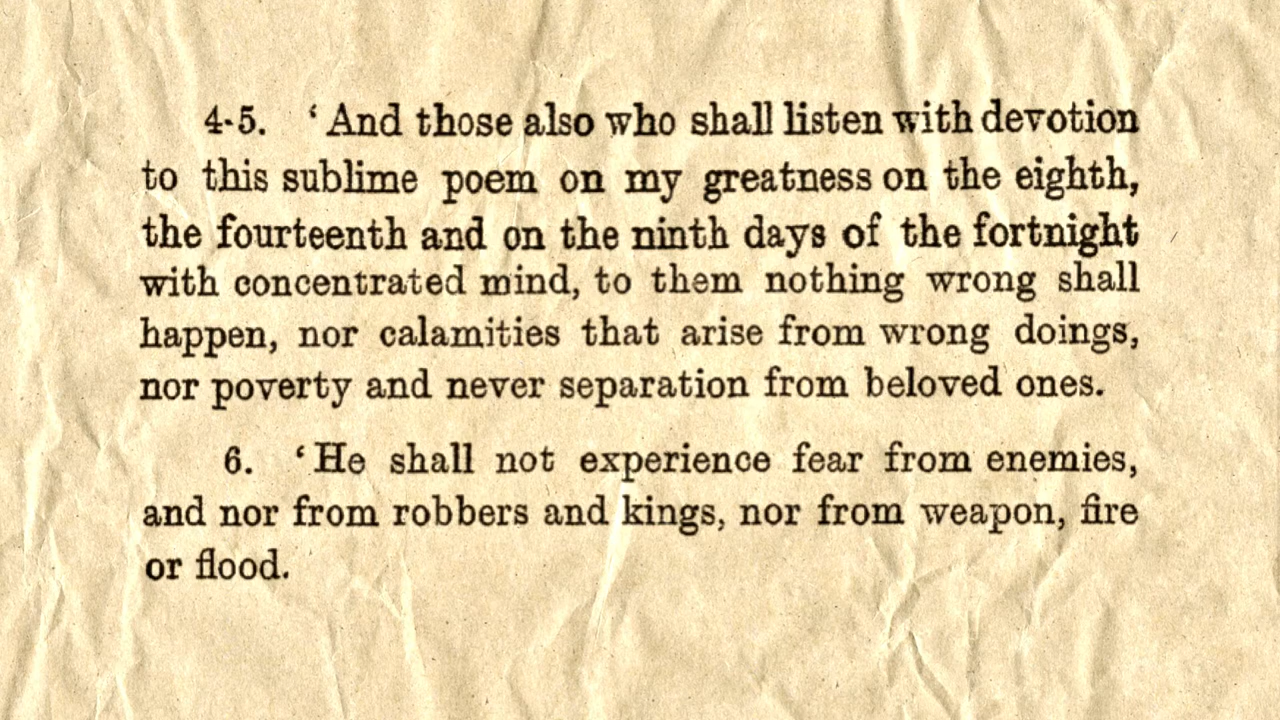 4-5. ‘And those also who shall listen with devotion
to this sublime poem on my greatness on the eighth,
the fourteenth and on the ninth days of the fortnight
with concentrated mind, to them nothing wrong shall
happen, nor calamities that arise from wrong doings,
nor poverty and never separation from beloved ones.
6. ‘He shall not experience fear from enemies,
and nor from robbers and kings, nor from weapon, fire
or flood.